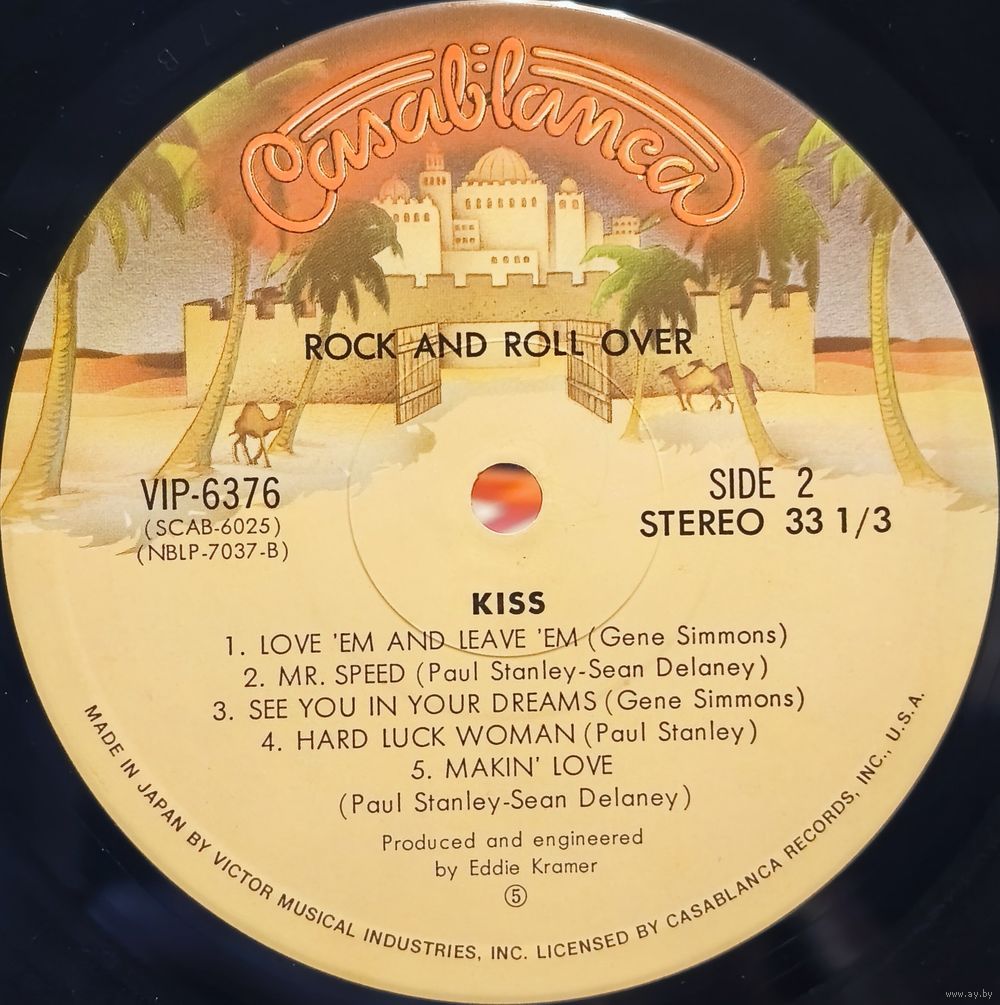 Casablanca
ROCK AND ROLL OVER
VIP-6376
(SCAB-6025)
(NBLP-7037-B)
SIDE 2
STEREO 33 1/3
KISS
1. LOVE 'EM AND LEAVE 'EM (Gene Simmons)
2. MR. SPEED (Paul Stanley-Sean Delaney)
3. SEE YOU IN YOUR DREAMS (Gene Simmons)
4. HARD LUCK WOMAN (Paul Stanley)
5. MAKIN' LOVE
(Paul Stanley-Sean Delaney)
Produced and engineered
by Eddie Kramer
⑤
MADE IN JAPAN BY VICTOR MUSICAL INDUSTRIES, INC. LICENSED BY CASABLANCA RECORDS, INC., U.S.A.
www.ay.by